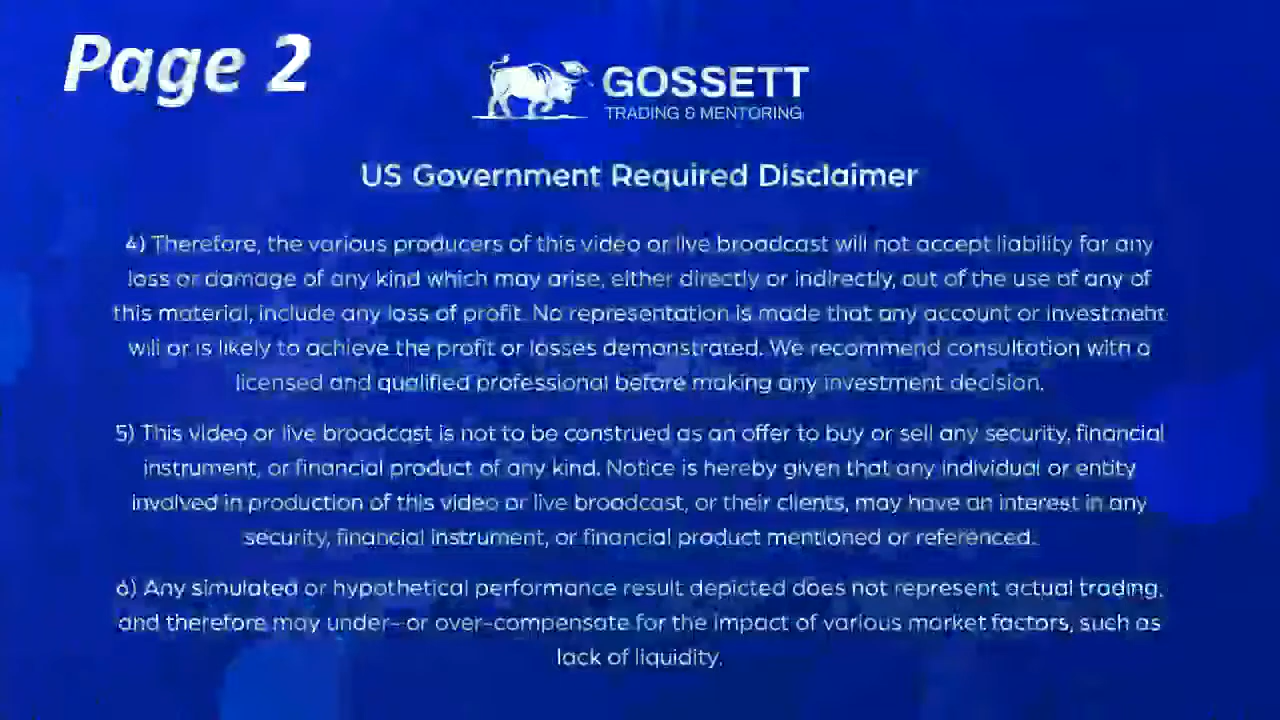 Page 2
GOSSETT
TRADING & MENTORING
US Government Required Disclaimer
4) Therefore, the various producers of this video or live broadcast will not accept liability for any
loss or damage of any kind which may arise, either directly or indirectly, out of the use of any of
this material, include any loss of profit. No representation is made that any account or investment
will or is likely to achieve the profit or losses demonstrated. We recommend consultation with a
licensed and qualified professional before making any investment decision.
5) This video or live broadcast is not to be construed as an offer to buy or sell any security, financial
instrument, or financial product of any kind. Notice is hereby given that any individual or entity
involved in production of this video or live broadcast, or their clients, may have an interest in any
security, financial instrument, or financial product mentioned or referenced.
6) Any simulated or hypothetical performance result depicted does not represent actual trading,
and therefore may under-or over-compensate for the impact of various market factors, such as
lack of liquidity.